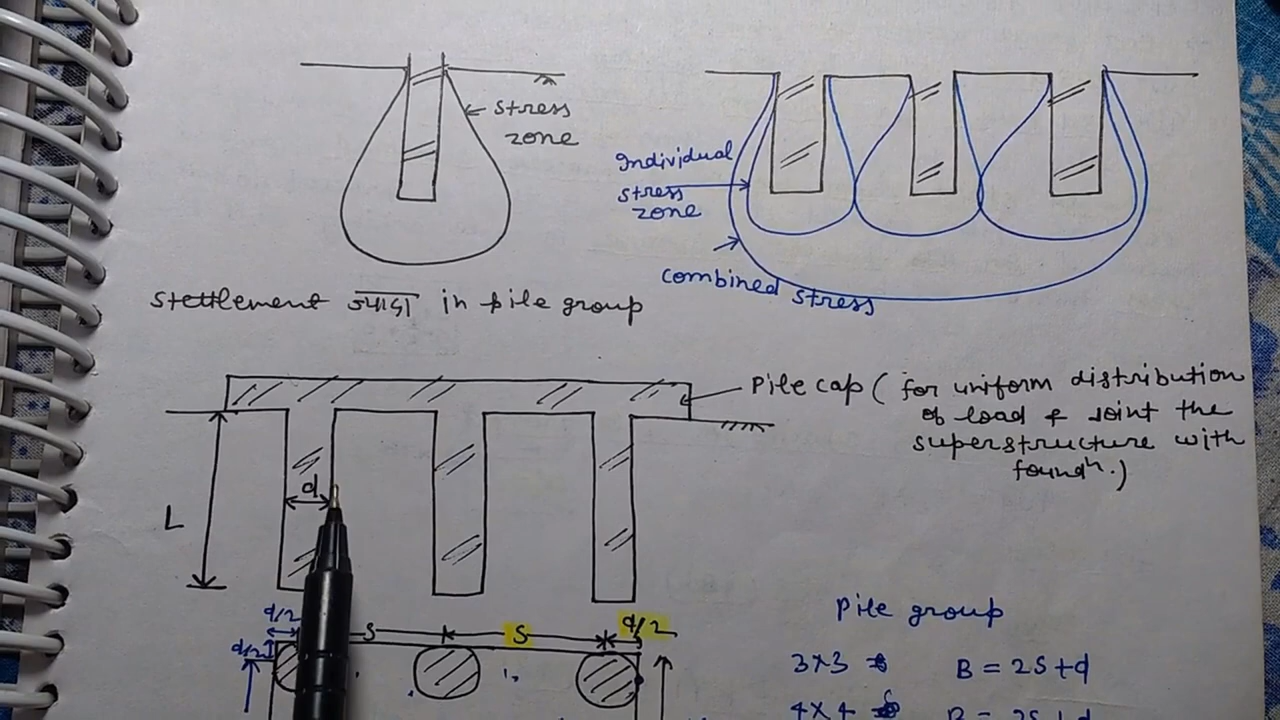 stress
zone
Individual
stress
zone
combined stress
Stettlement ज्यादा in pile group
Pile cap ( for uniform distribution
of load & Joint the
superstructure with
foundⁿ.)
L
d
d/2
S
S
d/2
d/2
Pile group
3×3
B = 2S+d
4×4